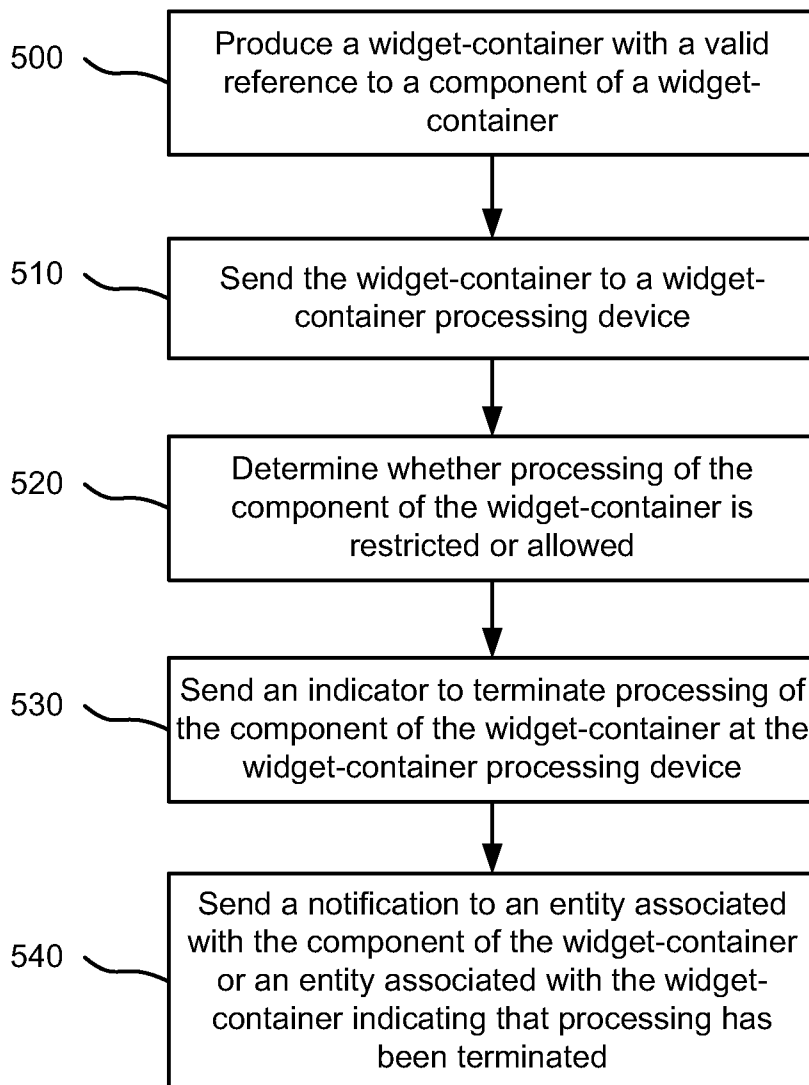 500
Produce a widget-container with a valid
reference to a component of a widget-
container
510
Send the widget-container to a widget-
container processing device
520
Determine whether processing of the
component of the widget-container is
restricted or allowed
530
Send an indicator to terminate processing of
the component of the widget-container at the
widget-container processing device
540
Send a notification to an entity associated
with the component of the widget-container
or an entity associated with the widget-
container indicating that processing has
been terminated